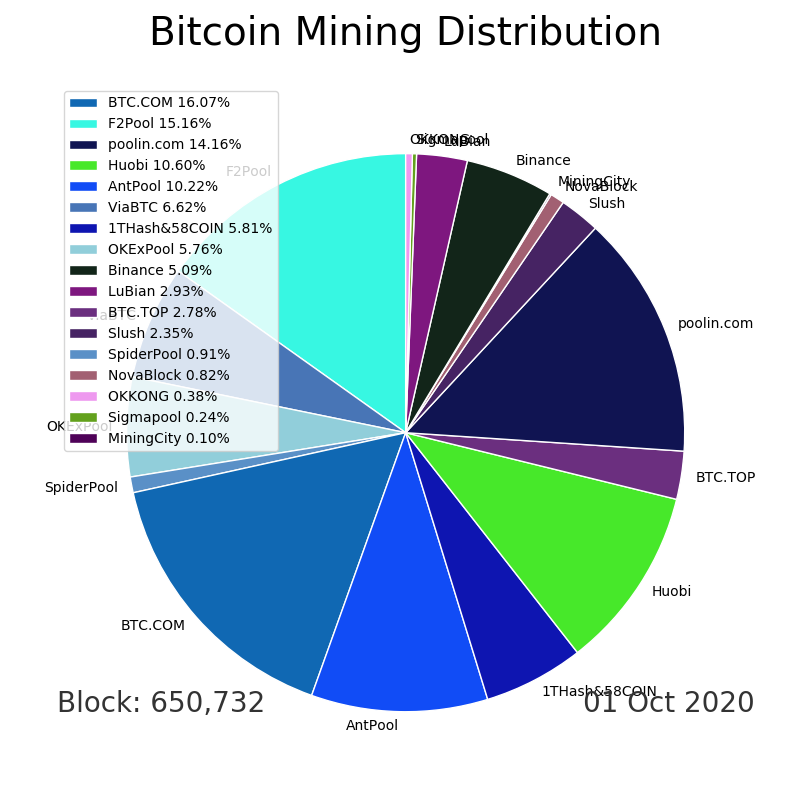 Bitcoin Mining Distribution
BTC.COM 16.07%
F2Pool 15.16%
poolin.com 14.16%
Huobi 10.60%
AntPool 10.22%
ViaBTC 6.62%
1THash&58COIN 5.81%
OKExPool 5.76%
Binance 5.09%
LuBian 2.93%
BTC.TOP 2.78%
Slush 2.35%
SpiderPool 0.91%
NovaBlock 0.82%
OKKONG 0.38%
Sigmapool 0.24%
MiningCity 0.10%
OKKONG
Sigmapool
LuBian
Binance
MiningCity
NovaBlock
Slush
F2Pool
ViaBTC
poolin.com
OKExPool
BTC.TOP
SpiderPool
Huobi
BTC.COM
1THash&58COIN
AntPool
Block: 650,732
01 Oct 2020